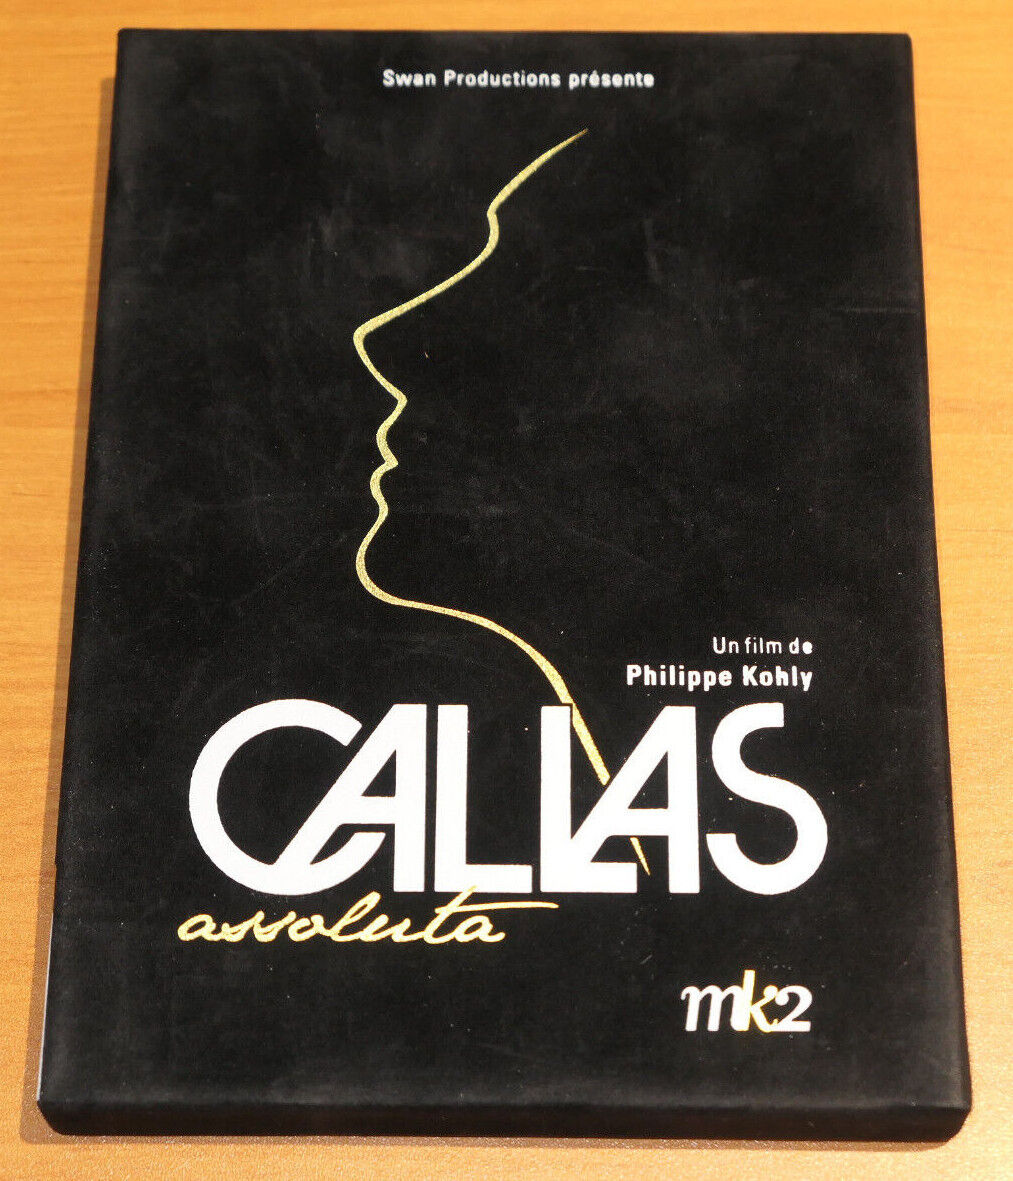 Swan Productions présente
Un film de
Philippe Kohly
CALLAS
assoluta
mk2